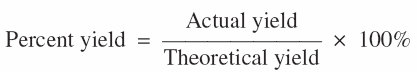 Percent yield = Actual yield / Theoretical yield × 100%